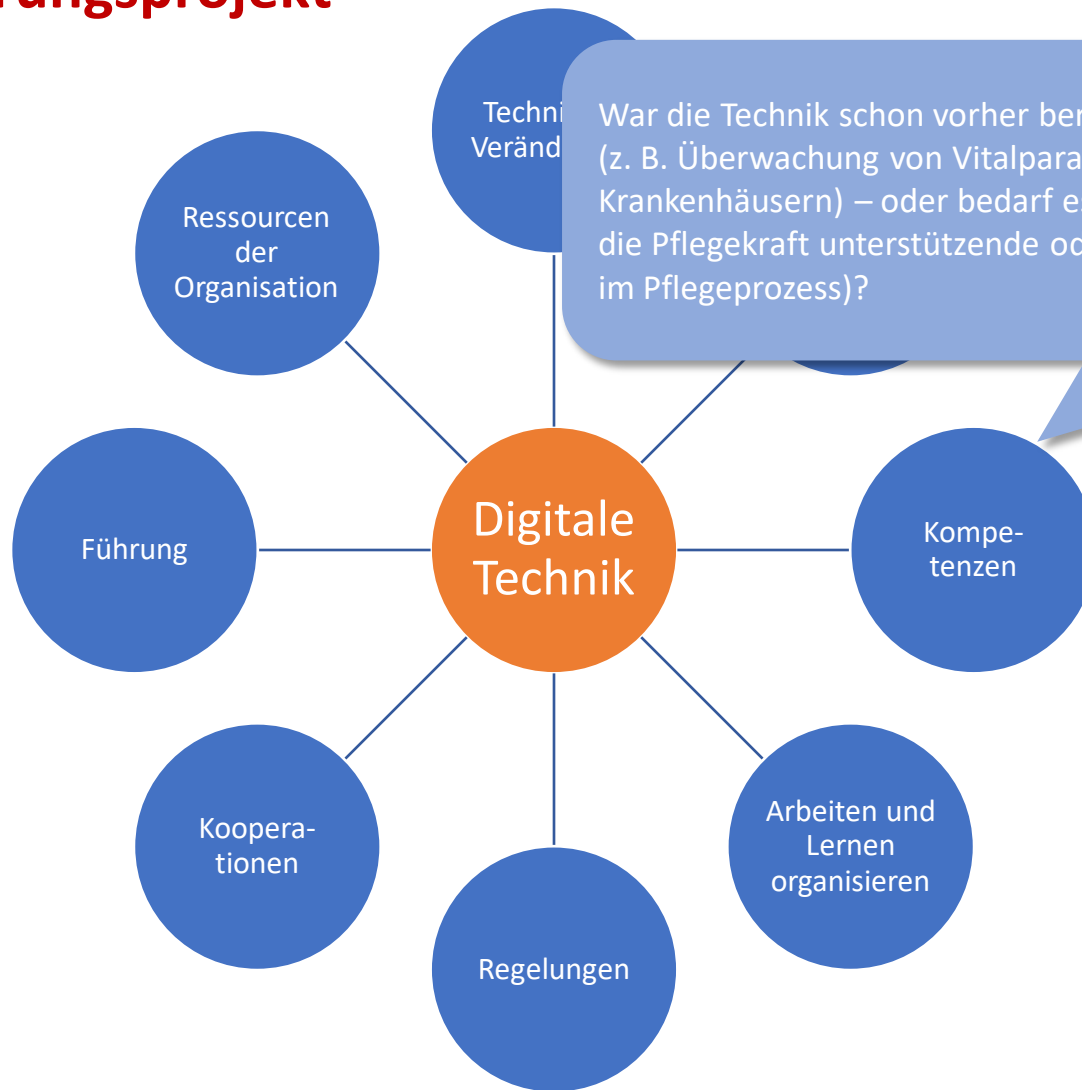 rungsprojekt
Techni
Veränd
War die Technik schon vorher ber
(z. B. Überwachung von Vitalpara
Krankenhäusern) – oder bedarf e
die Pflegekraft unterstützende od
im Pflegeprozess)?
Ressourcen
der
Organisation
Führung
Digitale
Technik
Kompe-
tenzen
Koopera-
tionen
Arbeiten und
Lernen
organisieren
Regelungen